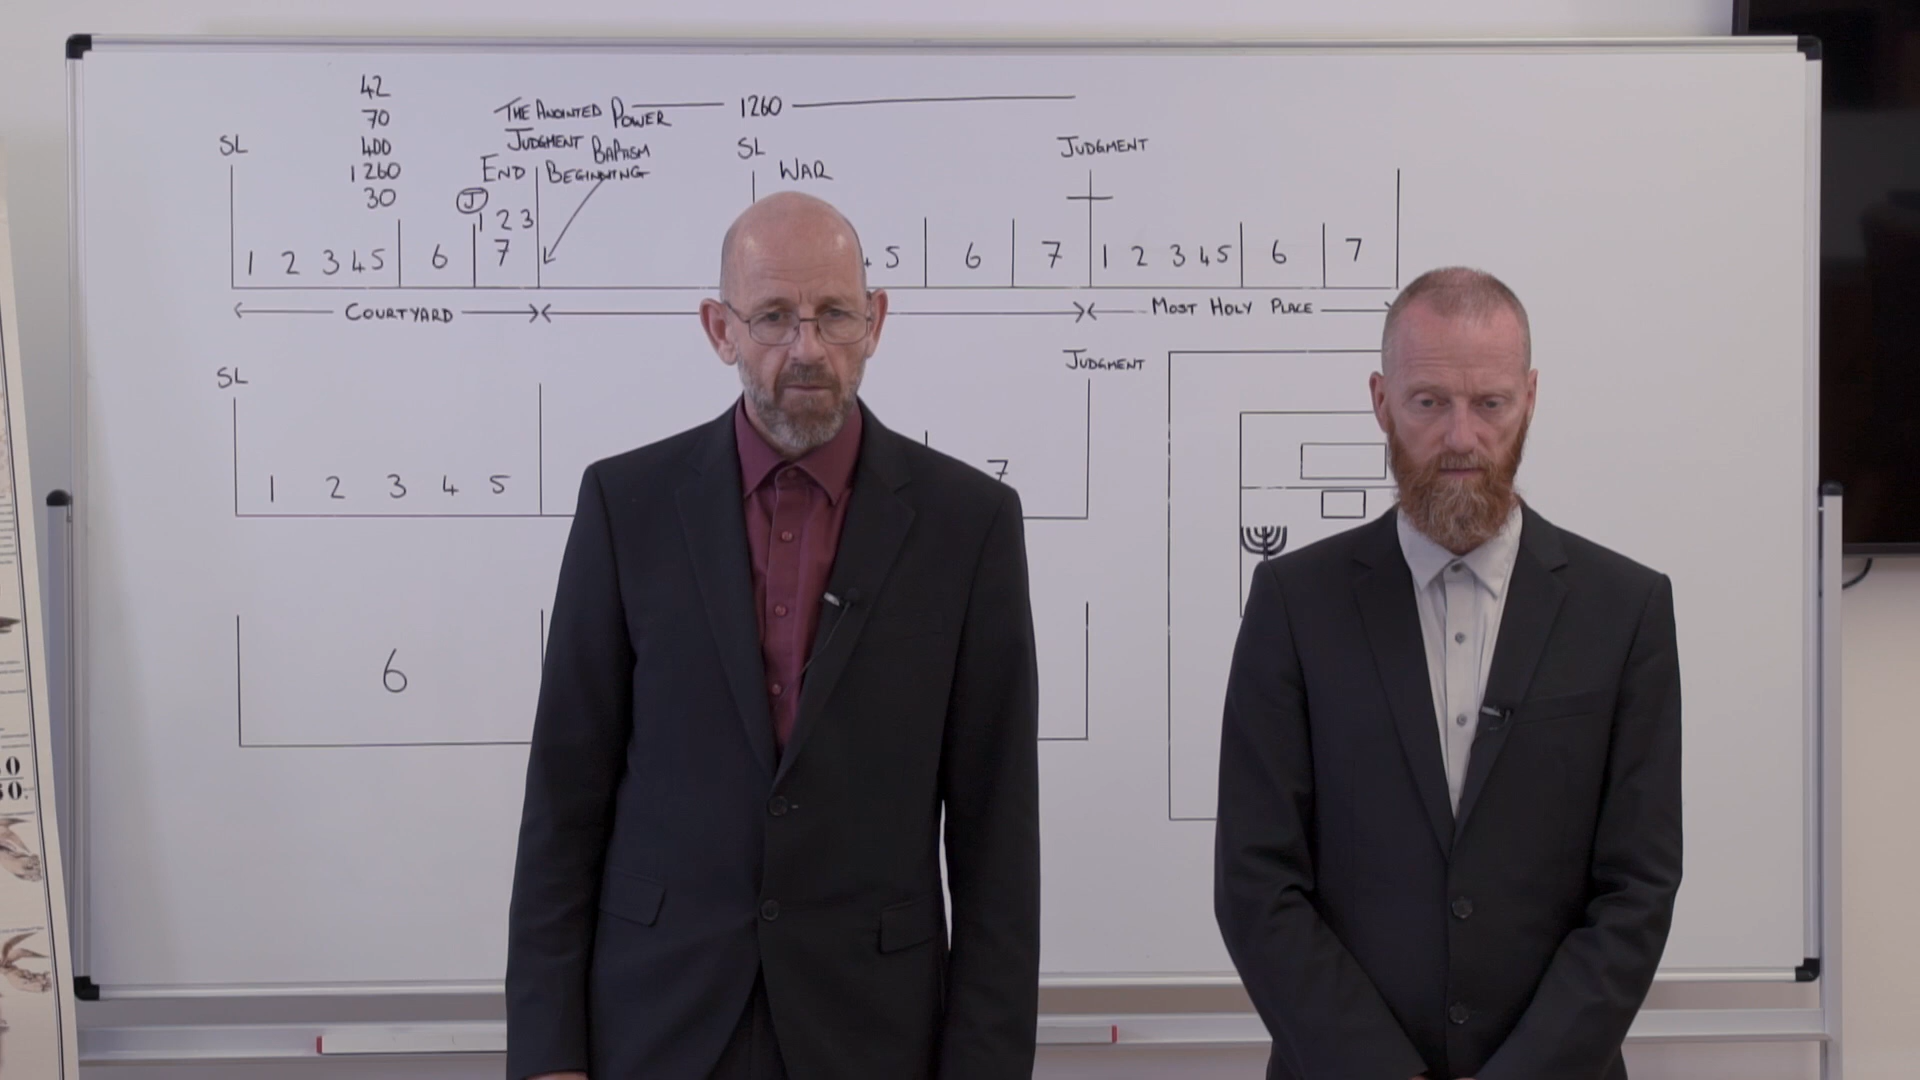 42
70
400
1260
30
THE ANOINTED POWER 1260
JUDGMENT BAPTISM
SL SL JUDGMENT
END BEGINNING WAR
J
1 2 3
1 2 3 4 5 6 7 5 6 7 1 2 3 4 5 6 7
COURTYARD MOST HOLY PLACE
SL JUDGMENT
1 2 3 4 5 7
6
0
50.